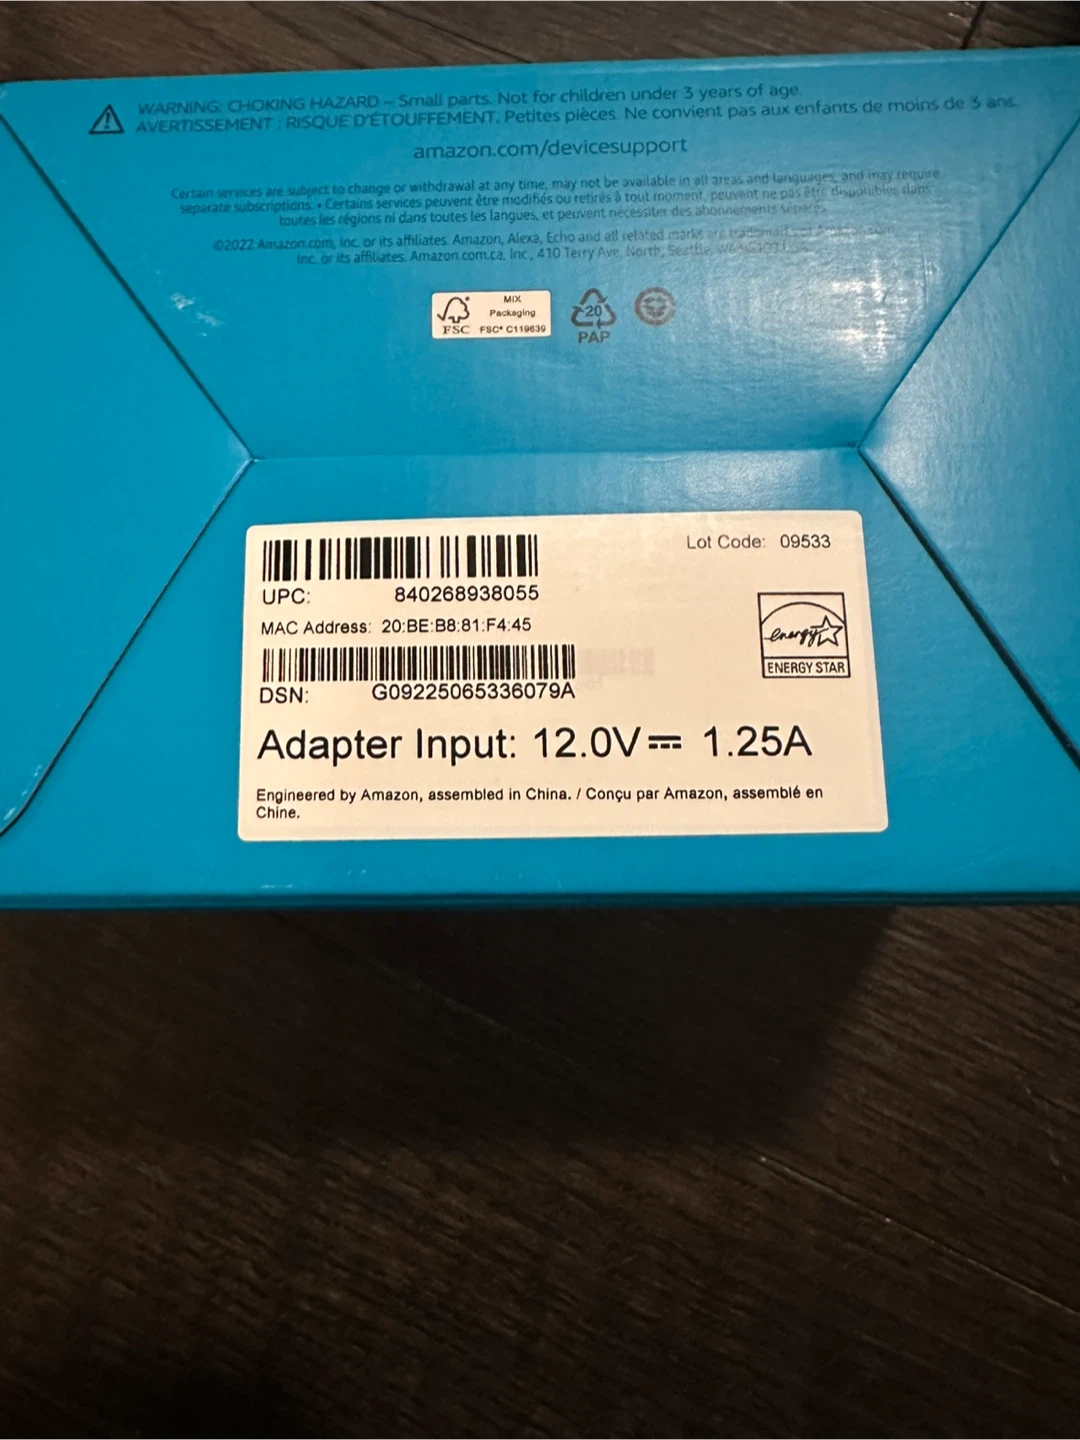 WARNING: CHOKING HAZARD – Small parts. Not for children under 3 years of age.
AVERTISSEMENT : RISQUE D'ÉTOUFFEMENT. Petites pièces. Ne convient pas aux enfants de moins de 3 ans.
amazon.com/devicesupport
Certain services are subject to change or withdrawal at any time, may not be available in all areas and languages, and may require
separate subscriptions. • Certains services peuvent être modifiés ou retirés à tout moment, peuvent ne pas être disponibles dans
toutes les régions ni dans toutes les langues, et peuvent nécessiter des abonnements séparés.
©2022 Amazon.com, Inc. or its affiliates. Amazon, Alexa, Echo and all related marks are trademarks of Amazon.com,
Inc. or its affiliates. Amazon.com.ca, Inc., 410 Terry Ave. North, Seattle,
FSC
MIX
Packaging
FSC® C119639
20
PAP
Lot Code: 09533
UPC: 840268938055
MAC Address: 20:BE:B8:81:F4:45
energy
ENERGY STAR
DSN: G09225065336079A
Adapter Input: 12.0V⎓ 1.25A
Engineered by Amazon, assembled in China. / Conçu par Amazon, assemblé en
Chine.